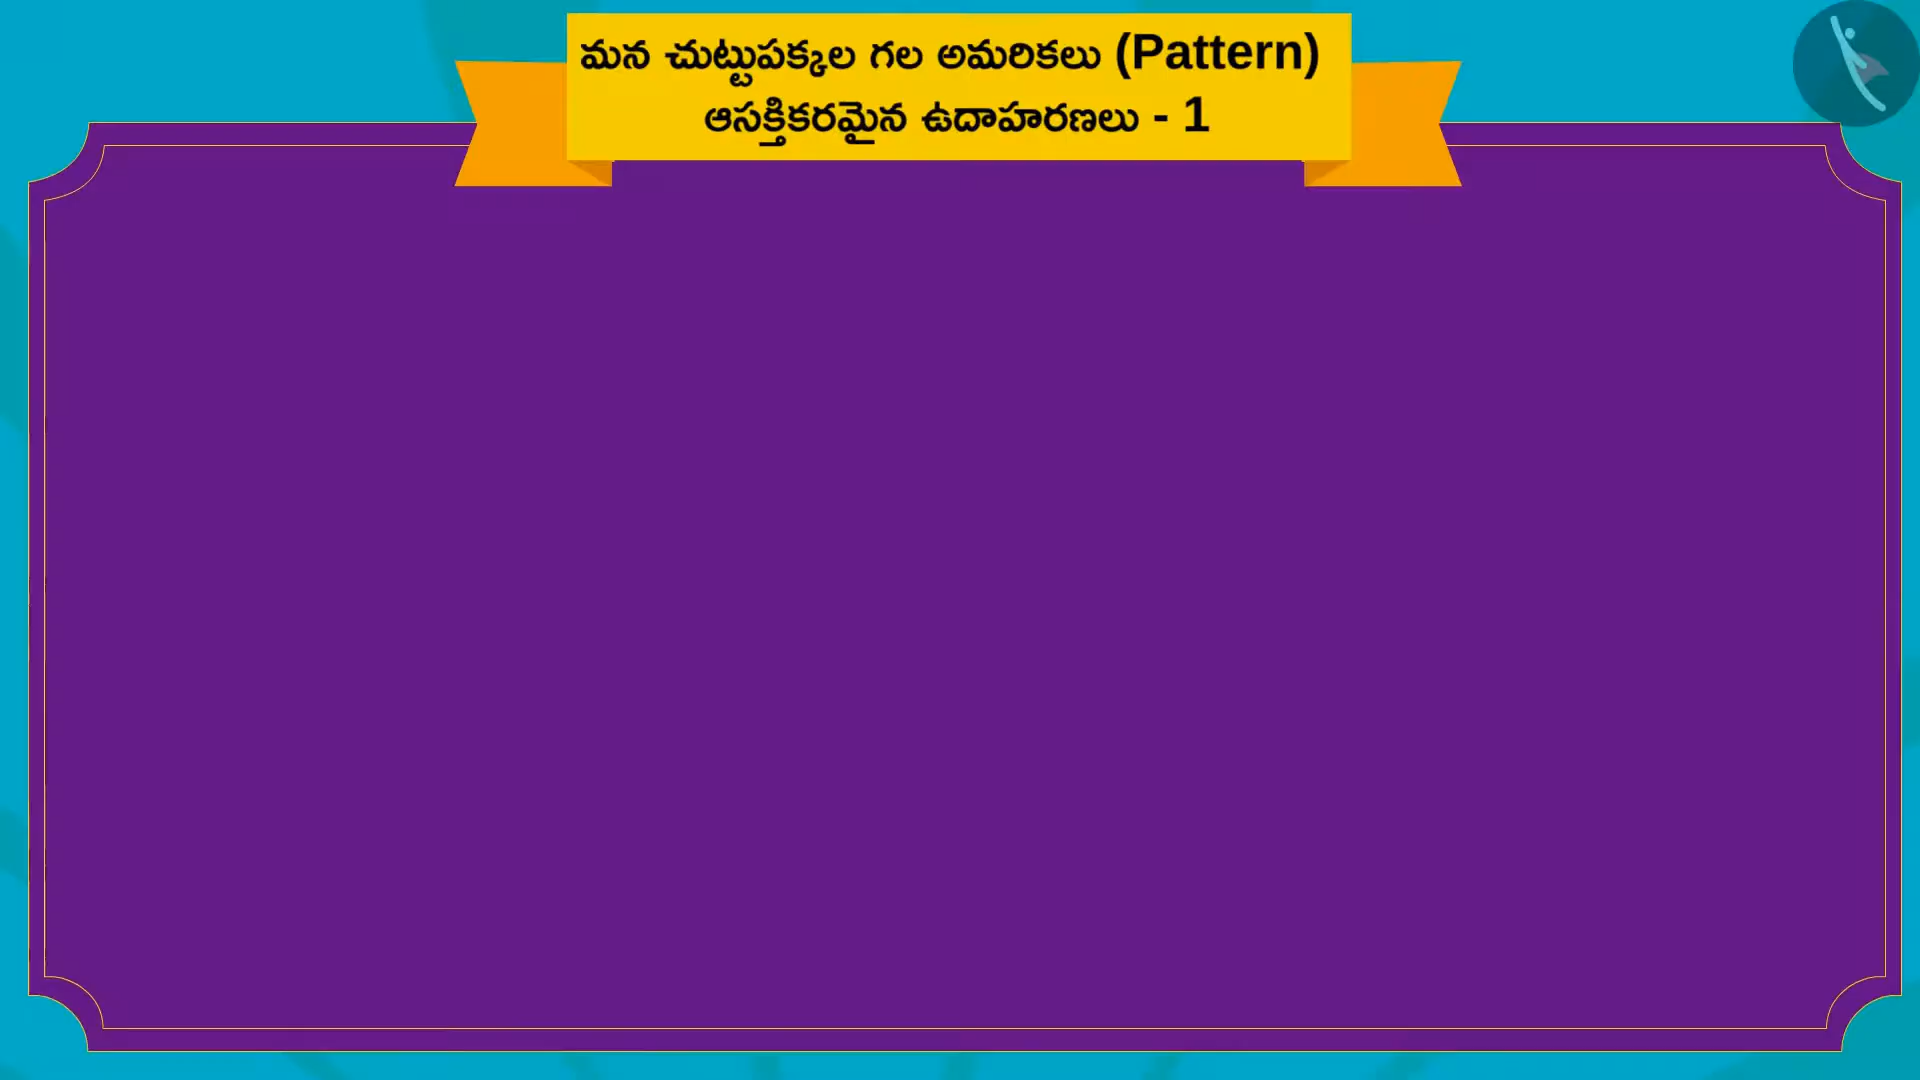 మన చుట్టుపక్కల గల అమరికలు (Pattern)
ఆసక్తికరమైన ఉదాహరణలు - 1